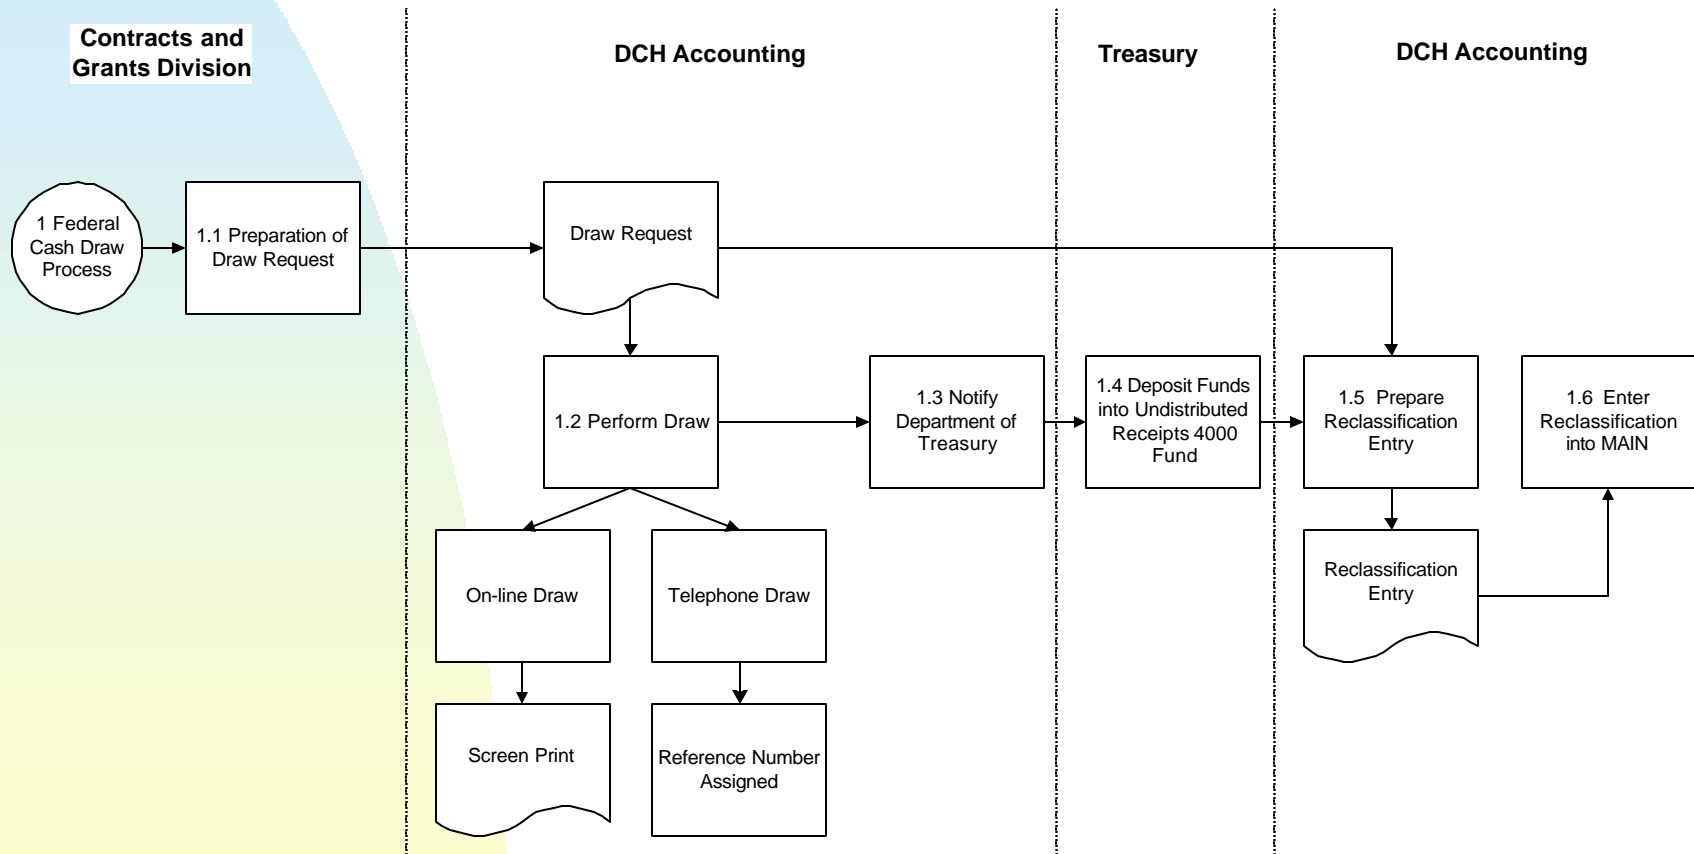 Contracts and
Grants Division
DCH Accounting
Treasury
DCH Accounting
1 Federal
Cash Draw
Process
1.1 Preparation of
Draw Request
Draw Request
1.2 Perform Draw
1.3 Notify
Department of
Treasury
1.4 Deposit Funds
into Undistributed
Receipts 4000
Fund
1.5 Prepare
Reclassification
Entry
1.6 Enter
Reclassification
into MAIN
On-line Draw
Telephone Draw
Reclassification
Entry
Screen Print
Reference Number
Assigned